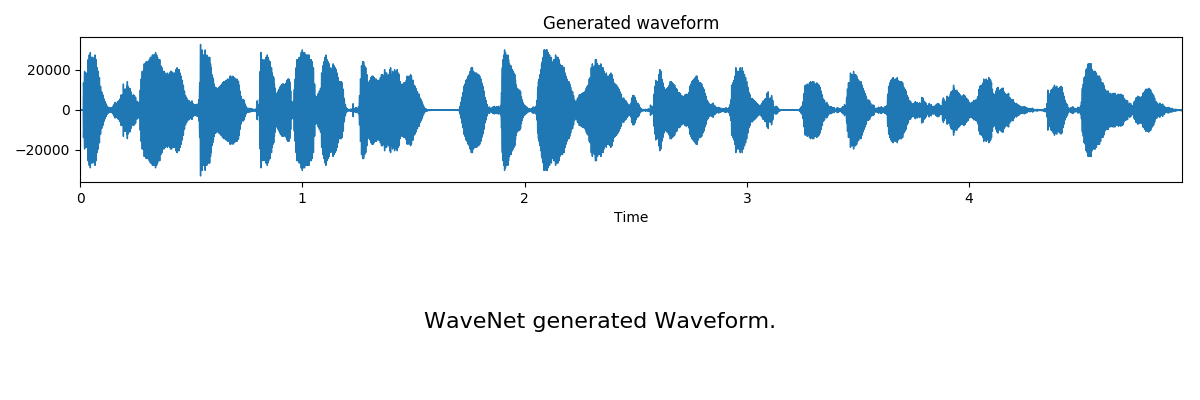 Generated waveform
20000
0
−20000
0 1 2 3 4
Time
WaveNet generated Waveform.